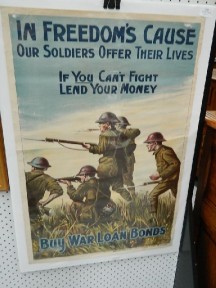 IN FREEDOM'S CAUSE
OUR SOLDIERS OFFER THEIR LIVES
IF YOU CAN'T FIGHT
LEND YOUR MONEY
BUY WAR LOAN BONDS